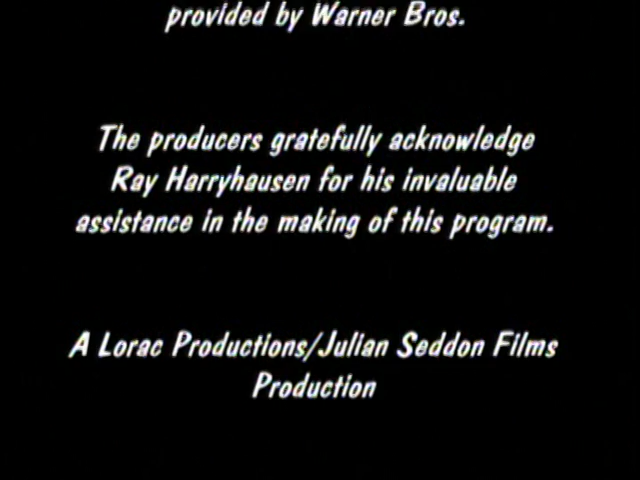 provided by Warner Bros.
The producers gratefully acknowledge
Ray Harryhausen for his invaluable
assistance in the making of this program.
A Lorac Productions/Julian Seddon Films
Production